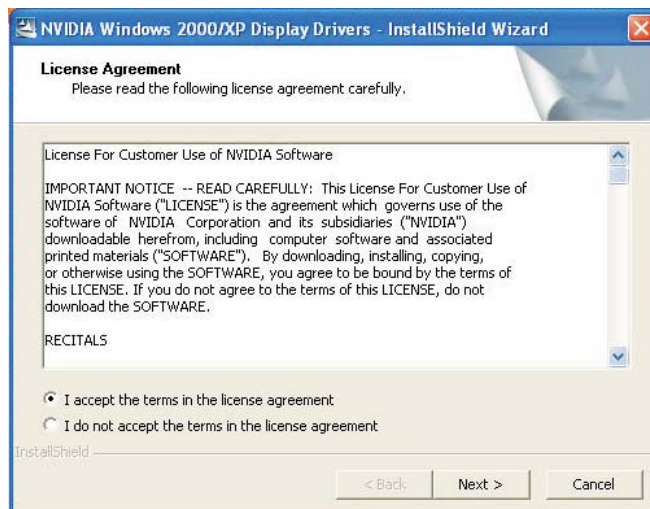 NVIDIA Windows 2000/XP Display Drivers - InstallShield Wizard
License Agreement
Please read the following license agreement carefully.
License For Customer Use of NVIDIA Software
IMPORTANT NOTICE -- READ CAREFULLY: This License For Customer Use of
NVIDIA Software ("LICENSE") is the agreement which governs use of the
software of NVIDIA Corporation and its subsidiaries ("NVIDIA")
downloadable herefrom, including computer software and associated
printed materials ("SOFTWARE"). By downloading, installing, copying,
or otherwise using the SOFTWARE, you agree to be bound by the terms of
this LICENSE. If you do not agree to the terms of this LICENSE, do not
download the SOFTWARE.
RECITALS
I accept the terms in the license agreement
I do not accept the terms in the license agreement
InstallShield
< Back
Next >
Cancel